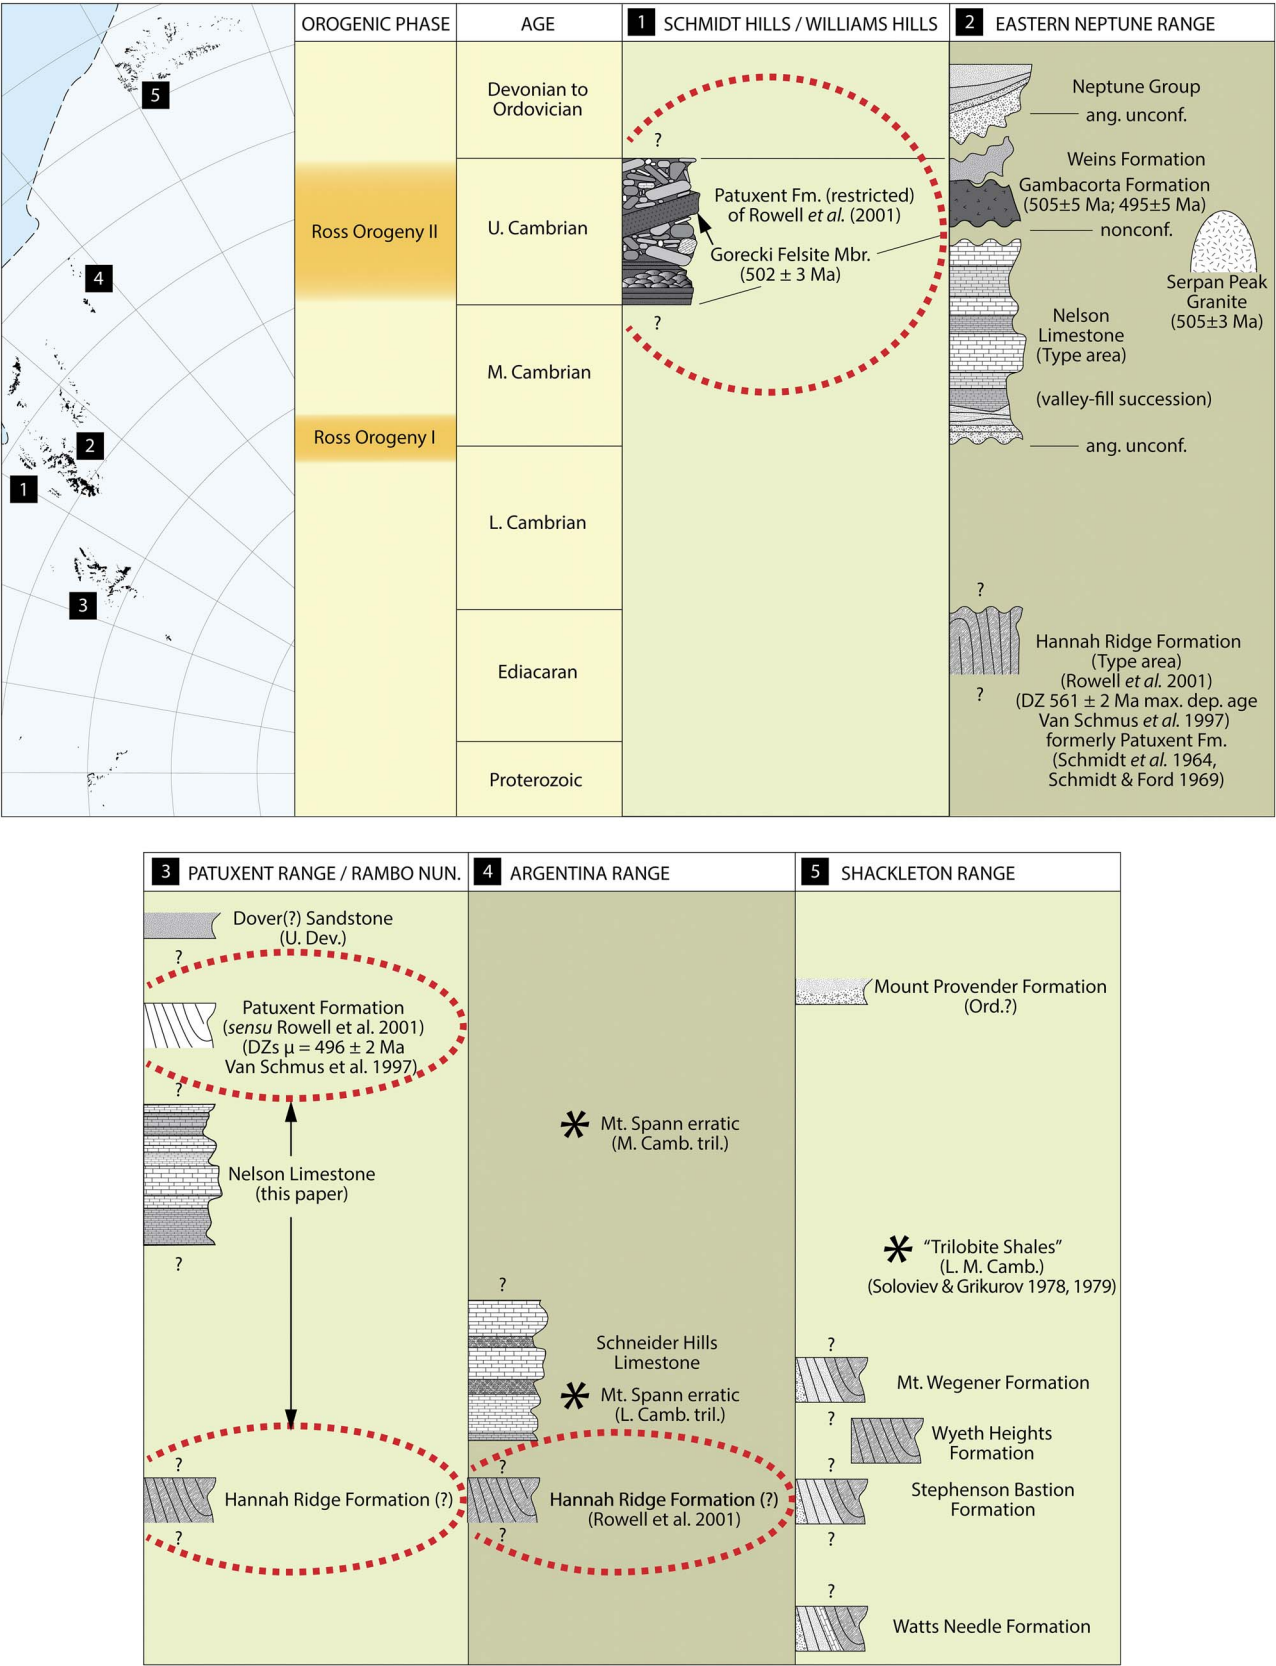 OROGENIC PHASE
AGE
1 SCHMIDT HILLS / WILLIAMS HILLS
2 EASTERN NEPTUNE RANGE
5
4
2
1
3
Ross Orogeny II
Ross Orogeny I
Devonian to
Ordovician
U. Cambrian
M. Cambrian
L. Cambrian
Ediacaran
Proterozoic
?
Patuxent Fm. (restricted)
of Rowell et al. (2001)
Gorecki Felsite Mbr.
(502 ± 3 Ma)
?
Neptune Group
ang. unconf.
Weins Formation
Gambacorta Formation
(505±5 Ma; 495±5 Ma)
nonconf.
Serpan Peak
Granite
(505±3 Ma)
Nelson
Limestone
(Type area)
(valley-fill succession)
ang. unconf.
?
Hannah Ridge Formation
(Type area)
(Rowell et al. 2001)
?
(DZ 561 ± 2 Ma max. dep. age
Van Schmus et al. 1997)
formerly Patuxent Fm.
(Schmidt et al. 1964,
Schmidt & Ford 1969)
3 PATUXENT RANGE / RAMBO NUN.
4 ARGENTINA RANGE
5 SHACKLETON RANGE
Dover(?) Sandstone
(U. Dev.)
?
Patuxent Formation
(sensu Rowell et al. 2001)
(DZs µ = 496 ± 2 Ma
Van Schmus et al. 1997)
?
Nelson Limestone
(this paper)
?
?
Hannah Ridge Formation (?)
?
* Mt. Spann erratic
(M. Camb. tril.)
?
Schneider Hills
Limestone
* Mt. Spann erratic
(L. Camb. tril.)
?
Hannah Ridge Formation (?)
(Rowell et al. 2001)
?
Mount Provender Formation
(Ord.?)
* “Trilobite Shales”
(L. M. Camb.)
(Soloviev & Grikurov 1978, 1979)
?
Mt. Wegener Formation
?
Wyeth Heights
Formation
?
Stephenson Bastion
Formation
?
?
Watts Needle Formation